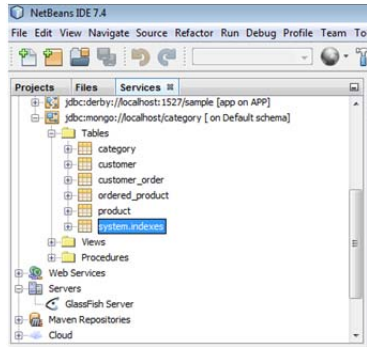 NetBeans IDE 7.4
File Edit View Navigate Source Refactor Run Debug Profile Team To
Projects Files Services
jdbc:derby://localhost:1527/sample [app on APP]
jdbc:mongo://localhost/category [ on Default schema]
Tables
category
customer
customer_order
ordered_product
product
system.indexes
Views
Procedures
Web Services
Servers
GlassFish Server
Maven Repositories
Cloud